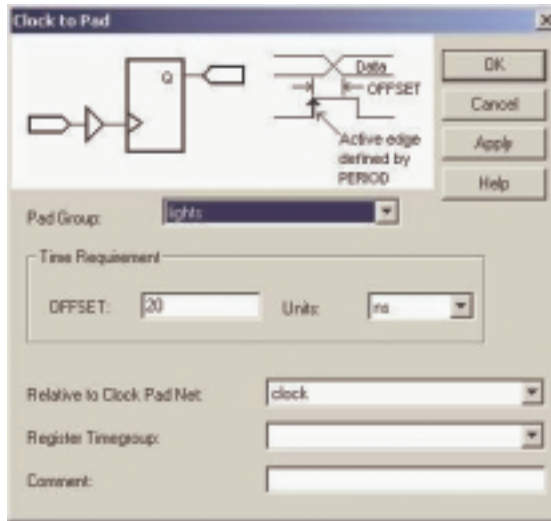 Clock to Pad
Q
Data
OFFSET
Active edge
defined by
PERIOD
OK
Cancel
Apply
Help
Pad Group:
lights
Time Requirement
OFFSET:
20
Units:
ns
Relative to Clock Pad Net:
clock
Register Timegroup:
Comment: